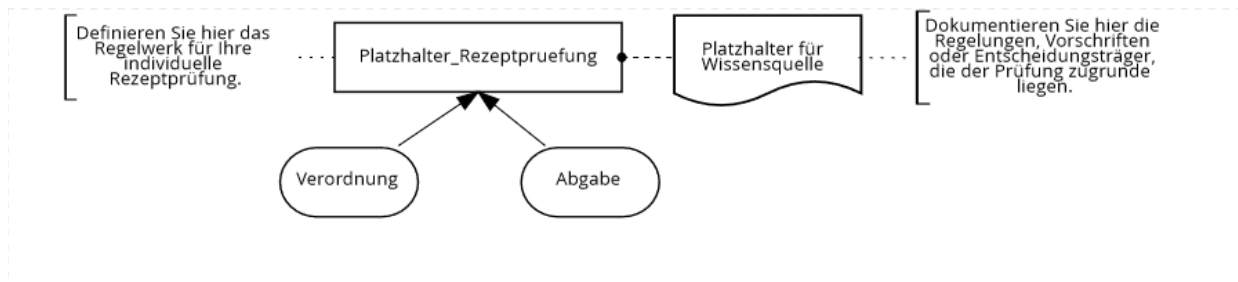 Definieren Sie hier das
Regelwerk für Ihre
individuelle
Rezeptprüfung.
Platzhalter_Rezeptpruefung
Platzhalter für
Wissensquelle
Dokumentieren Sie hier die
Regelungen, Vorschriften
oder Entscheidungsträger,
die der Prüfung zugrunde
liegen.
Verordnung
Abgabe